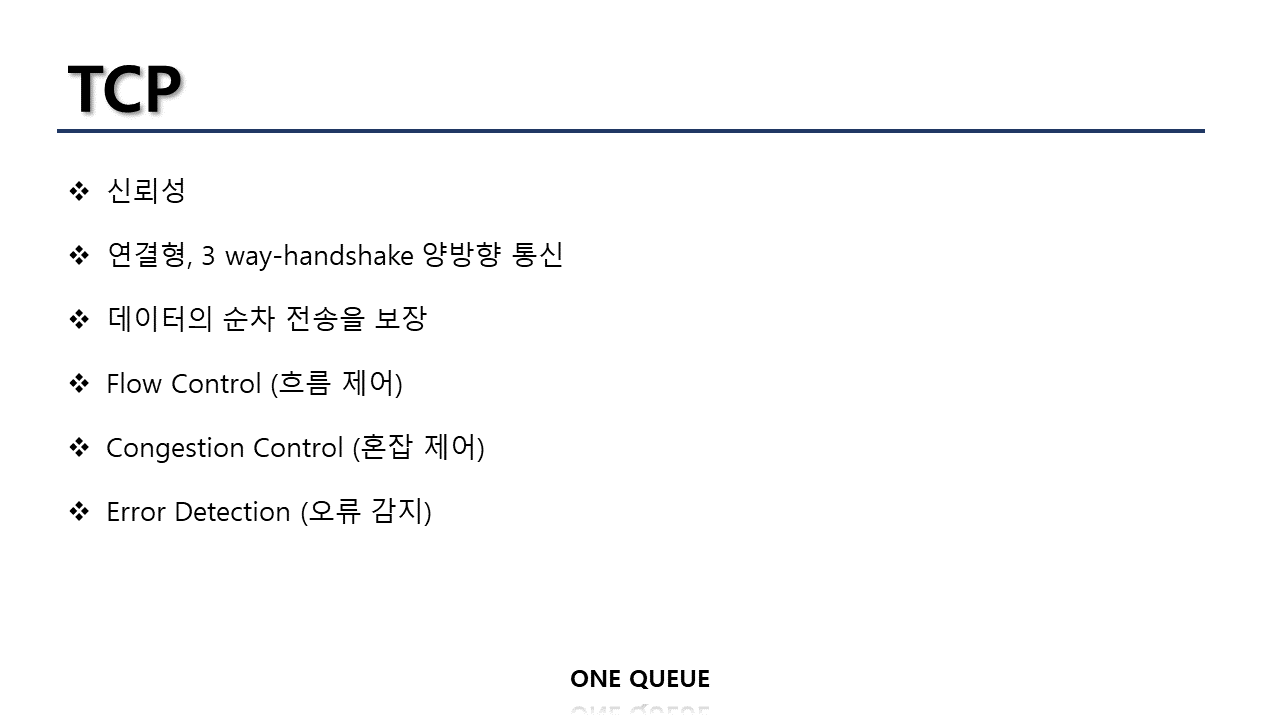 TCP
❖ 신뢰성
❖ 연결형, 3 way-handshake 양방향 통신
❖ 데이터의 순차 전송을 보장
❖ Flow Control (흐름 제어)
❖ Congestion Control (혼잡 제어)
❖ Error Detection (오류 감지)
ONE QUEUE